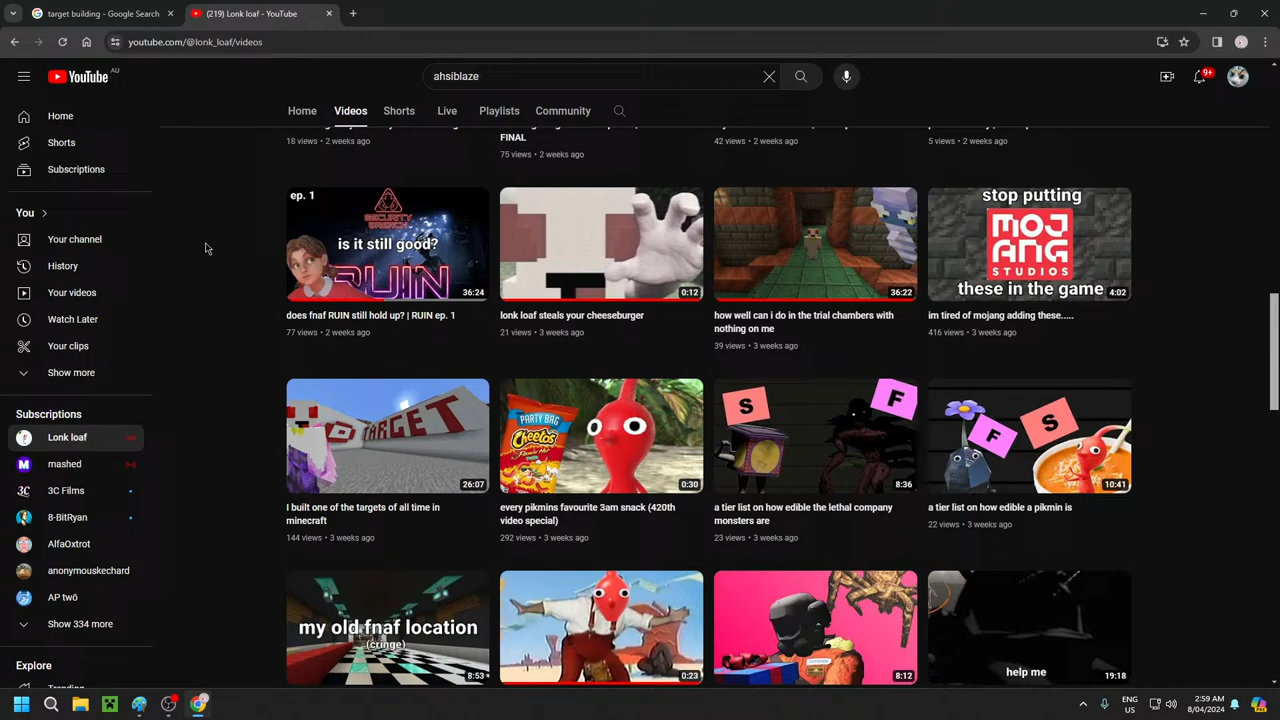 target building - Google Search
(219) Lonk loaf - YouTube
youtube.com/@lonk_loaf/videos
YouTube AU
ahsiblaze
9+
Home
Videos
Shorts
Live
Playlists
Community
Home
Shorts
Subscriptions
You
Your channel
History
Your videos
Watch Later
Your clips
Show more
Subscriptions
Lonk loaf
mashed
3C Films
8-BitRyan
AlfaOxtrot
anonymouskechard
AP twö
Show 334 more
Explore
Trending
18 views • 2 weeks ago
FINAL
75 views • 2 weeks ago
42 views • 2 weeks ago
5 views • 2 weeks ago
ep. 1
SECURITY
BREACH
is it still good?
RUIN
36:24
does fnaf RUIN still hold up? | RUIN ep. 1
77 views • 2 weeks ago
0:12
lonk loaf steals your cheeseburger
21 views • 3 weeks ago
36:22
how well can i do in the trial chambers with
nothing on me
39 views • 3 weeks ago
stop putting
MOJ
ANG
STUDIOS
these in the game
4:02
im tired of mojang adding these.....
416 views • 3 weeks ago
TARGET
26:07
I built one of the targets of all time in
minecraft
144 views • 3 weeks ago
PARTY BAG
Cheetos
0:30
every pikmins favourite 3am snack (420th
video special)
292 views • 3 weeks ago
S
F
8:36
a tier list on how edible the lethal company
monsters are
23 views • 3 weeks ago
F
S
10:41
a tier list on how edible a pikmin is
22 views • 3 weeks ago
my old fnaf location
(cringe)
8:53
0:23
8:12
help me
19:18
ENG
US
2:59 AM
8/04/2024